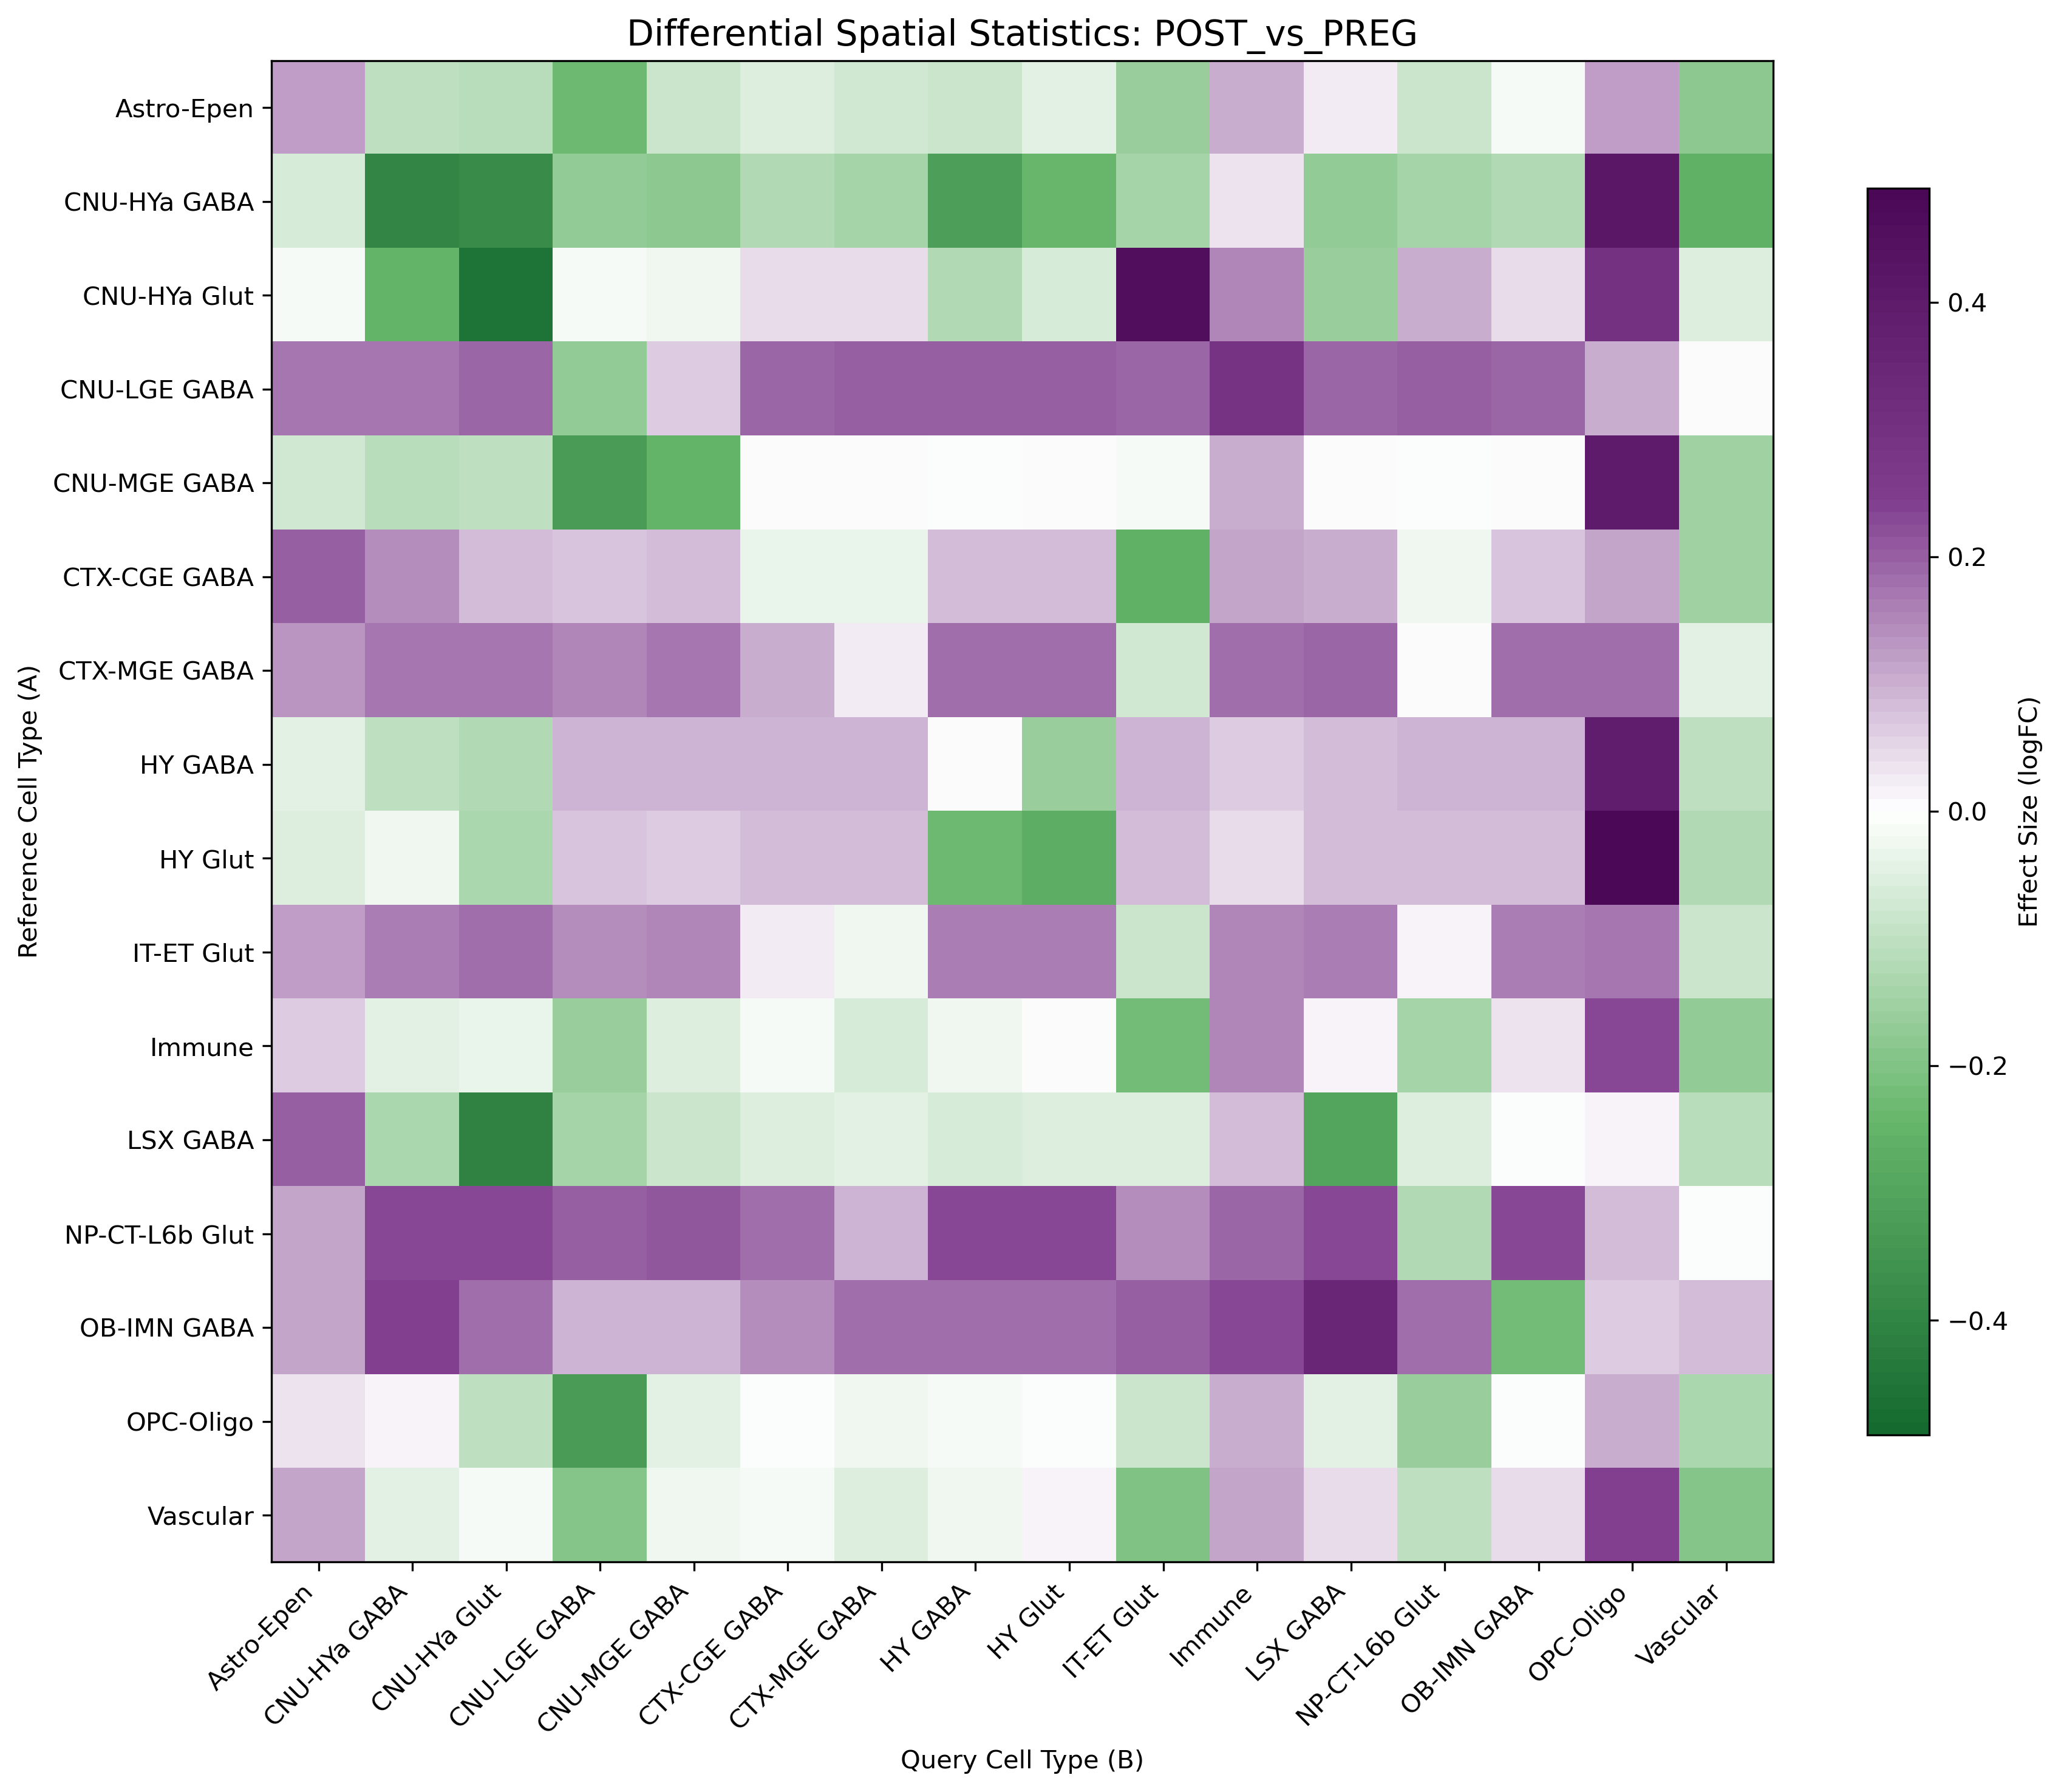 Differential Spatial Statistics: POST_vs_PREG
Reference Cell Type (A)
Astro-Epen
CNU-HYa GABA
CNU-HYa Glut
CNU-LGE GABA
CNU-MGE GABA
CTX-CGE GABA
CTX-MGE GABA
HY GABA
HY Glut
IT-ET Glut
Immune
LSX GABA
NP-CT-L6b Glut
OB-IMN GABA
OPC-Oligo
Vascular
Astro-Epen
CNU-HYa GABA
CNU-HYa Glut
CNU-LGE GABA
CNU-MGE GABA
CTX-CGE GABA
CTX-MGE GABA
HY GABA
HY Glut
IT-ET Glut
Immune
LSX GABA
NP-CT-L6b Glut
OB-IMN GABA
OPC-Oligo
Vascular
Query Cell Type (B)
0.4
0.2
0.0
−0.2
−0.4
Effect Size (logFC)